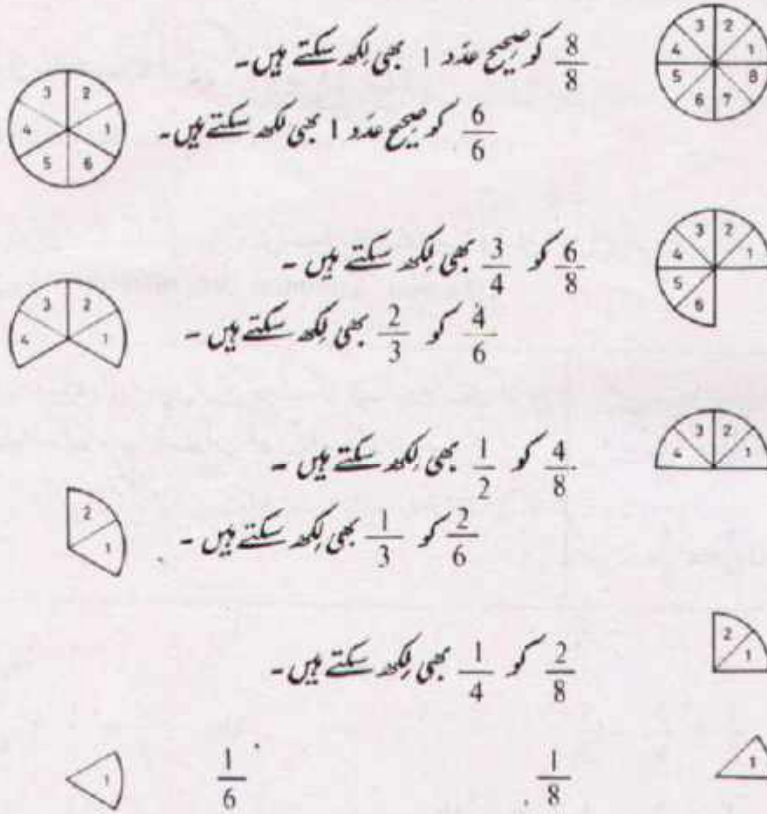 8/8 کو صحیح عدد 1 بھی لکھ سکتے ہیں۔
6/6 کو صحیح عدد 1 بھی لکھ سکتے ہیں۔
6/8 کو 3/4 بھی لکھ سکتے ہیں ۔
4/6 کو 2/3 بھی لکھ سکتے ہیں ۔
4/8 کو 1/2 بھی لکھ سکتے ہیں ۔
2/6 کو 1/3 بھی لکھ سکتے ہیں ۔
2/8 کو 1/4 بھی لکھ سکتے ہیں۔
1/8 1/6